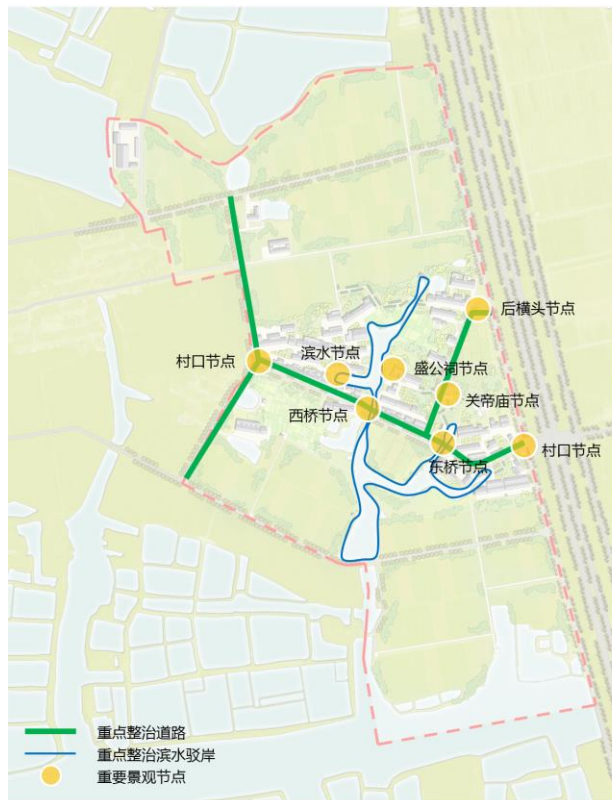 后横头节点
滨水节点
村口节点
盛公祠节点
关帝庙节点
西桥节点
村口节点
东桥节点
重点整治道路
重点整治滨水驳岸
重要景观节点